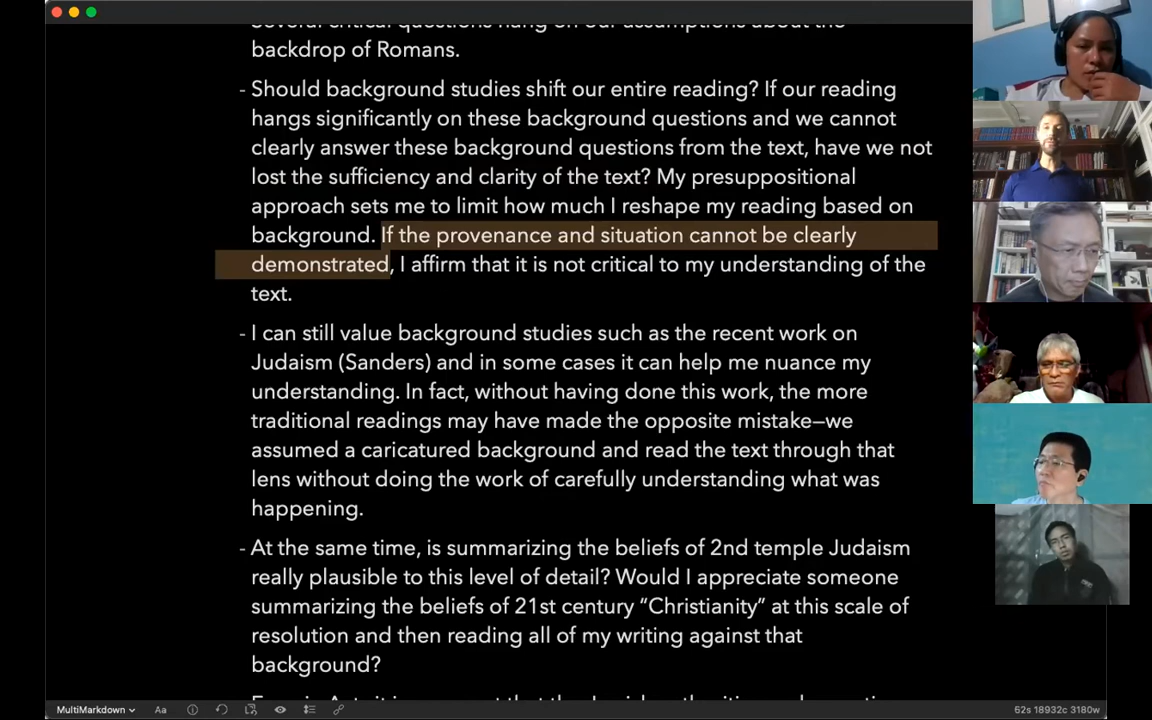 Several critical questions hang on our assumptions about the
backdrop of Romans.
- Should background studies shift our entire reading? If our reading
hangs significantly on these background questions and we cannot
clearly answer these background questions from the text, have we not
lost the sufficiency and clarity of the text? My presuppositional
approach sets me to limit how much I reshape my reading based on
background. If the provenance and situation cannot be clearly
demonstrated, I affirm that it is not critical to my understanding of the
text.
- I can still value background studies such as the recent work on
Judaism (Sanders) and in some cases it can help me nuance my
understanding. In fact, without having done this work, the more
traditional readings may have made the opposite mistake—we
assumed a caricatured background and read the text through that
lens without doing the work of carefully understanding what was
happening.
- At the same time, is summarizing the beliefs of 2nd temple Judaism
really plausible to this level of detail? Would I appreciate someone
summarizing the beliefs of 21st century “Christianity” at this scale of
resolution and then reading all of my writing against that
background?
MultiMarkdown
Aa
62s 18932c 3180w